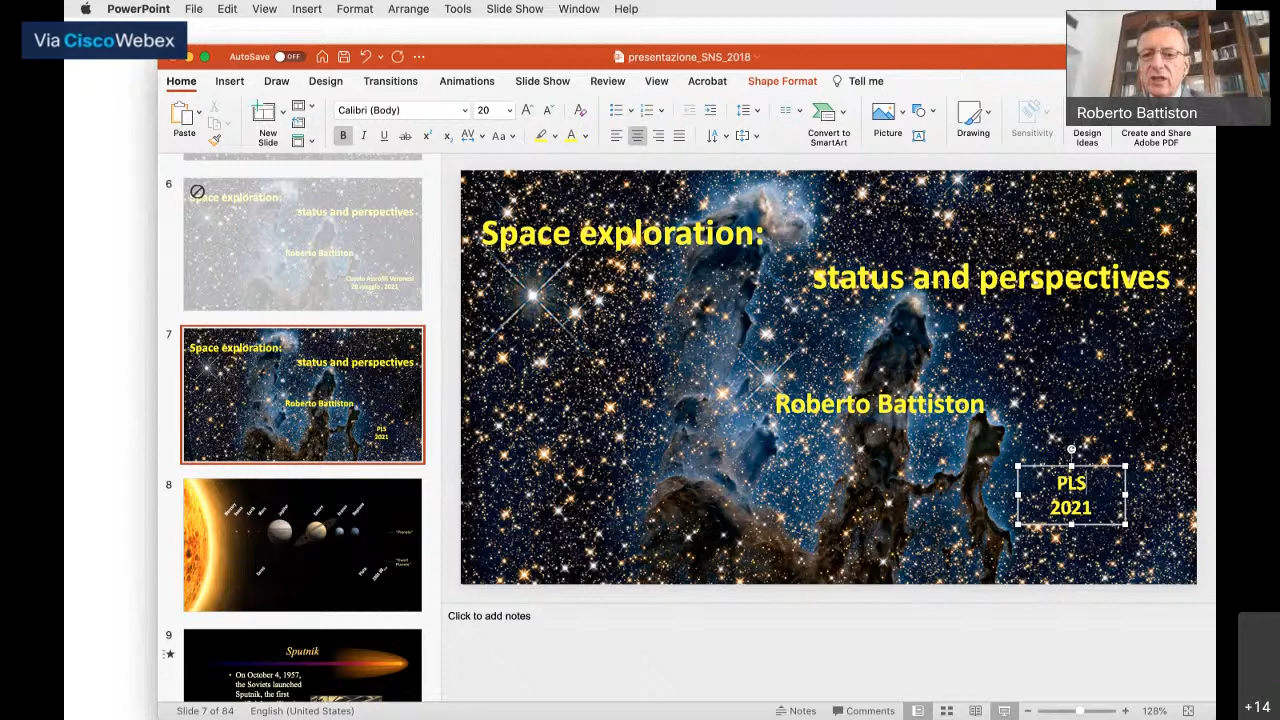 PowerPoint File Edit View Insert Format Arrange Tools Slide Show Window Help
Via CiscoWebex
AutoSave OFF
presentazione_SNS_2018
Home Insert Draw Design Transitions Animations Slide Show Review View Acrobat Shape Format Tell me
Paste
New Slide
Calibri (Body) 20
Convert to SmartArt
Picture
Drawing
Sensitivity
Design Ideas
Create and Share Adobe PDF
Roberto Battiston
6
Space exploration:
status and perspectives
Roberto Battiston
7
Space exploration:
status and perspectives
Roberto Battiston
PLS
2021
8
9
Sputnik
• On October 4, 1957,
the Soviets launched
Sputnik, the first
Space exploration:
status and perspectives
Roberto Battiston
PLS
2021
Click to add notes
Slide 7 of 84 English (United States) Notes Comments 128%
+14